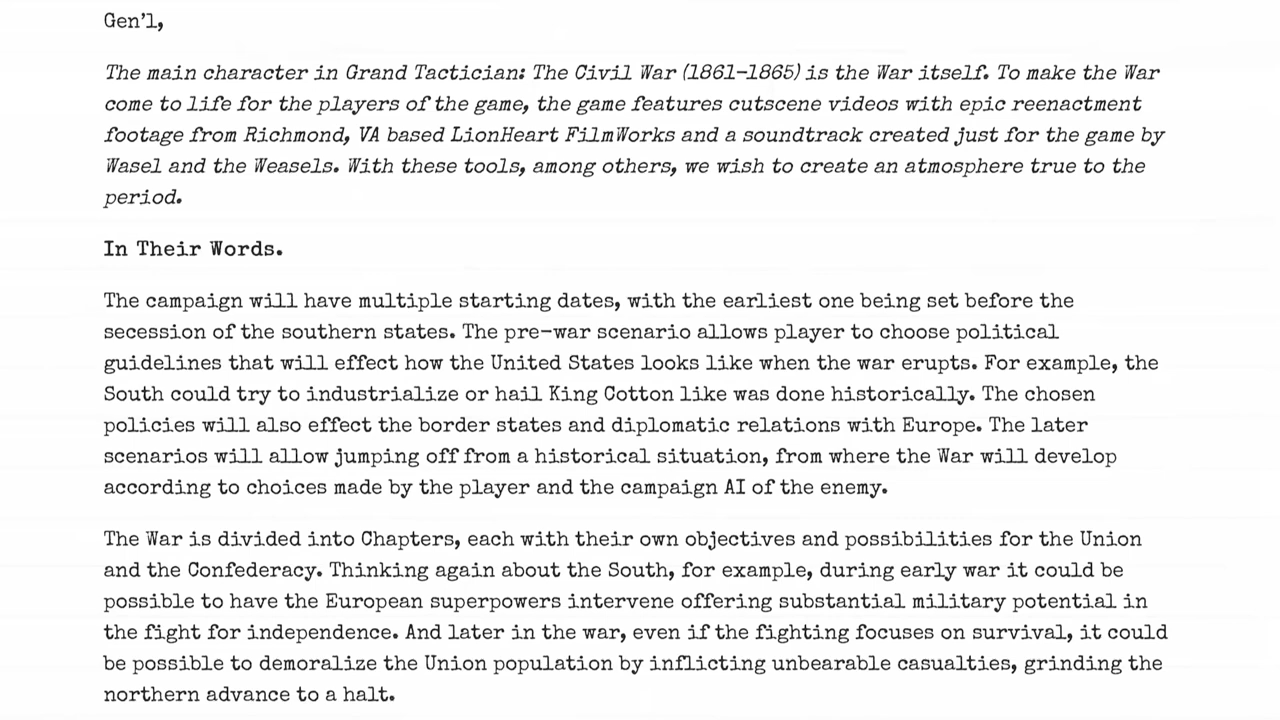 Gen'l,
The main character in Grand Tactician: The Civil War (1861-1865) is the War itself. To make the War
come to life for the players of the game, the game features cutscene videos with epic reenactment
footage from Richmond, VA based LionHeart FilmWorks and a soundtrack created just for the game by
Wasel and the Weasels. With these tools, among others, we wish to create an atmosphere true to the
period.
In Their Words.
The campaign will have multiple starting dates, with the earliest one being set before the
secession of the southern states. The pre-war scenario allows player to choose political
guidelines that will effect how the United States looks like when the war erupts. For example, the
South could try to industrialize or hail King Cotton like was done historically. The chosen
policies will also effect the border states and diplomatic relations with Europe. The later
scenarios will allow jumping off from a historical situation, from where the War will develop
according to choices made by the player and the campaign AI of the enemy.
The War is divided into Chapters, each with their own objectives and possibilities for the Union
and the Confederacy. Thinking again about the South, for example, during early war it could be
possible to have the European superpowers intervene offering substantial military potential in
the fight for independence. And later in the war, even if the fighting focuses on survival, it could
be possible to demoralize the Union population by inflicting unbearable casualties, grinding the
northern advance to a halt.